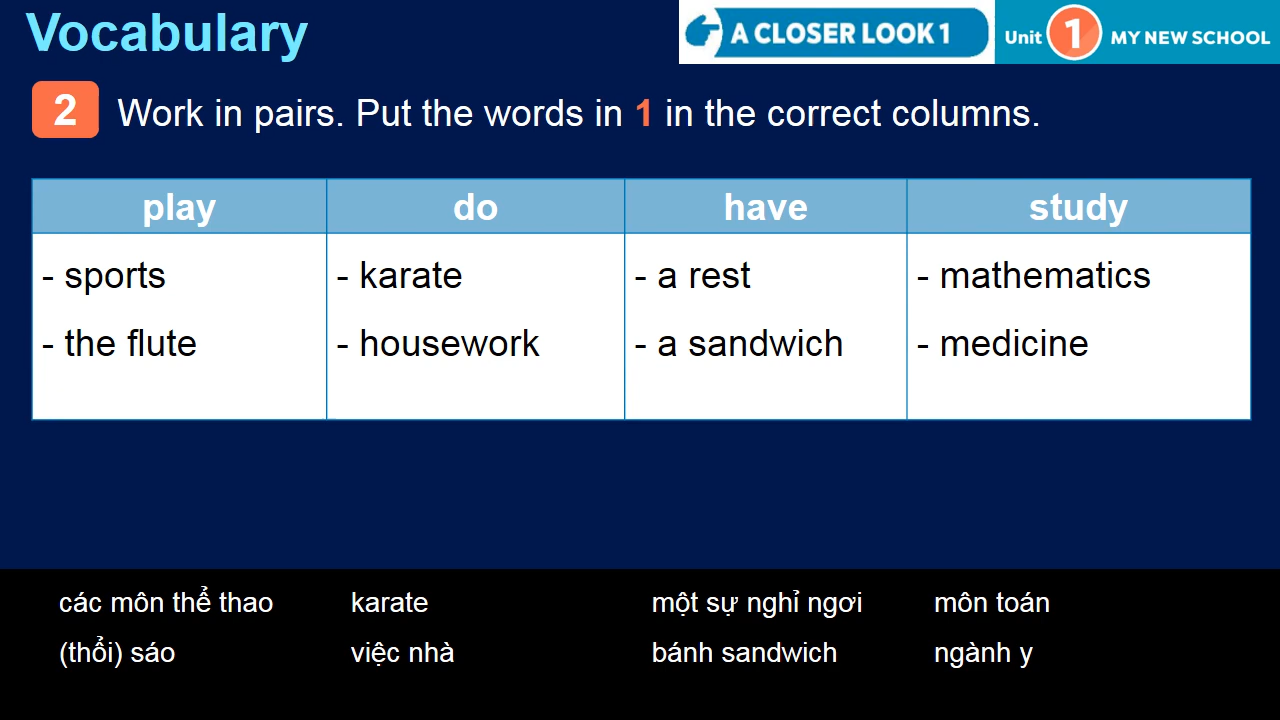 Vocabulary
A CLOSER LOOK 1
Unit 1 MY NEW SCHOOL
2 Work in pairs. Put the words in 1 in the correct columns.
play do have study
- sports - karate - a rest - mathematics
- the flute - housework - a sandwich - medicine
các môn thể thao karate một sự nghỉ ngơi môn toán
(thổi) sáo việc nhà bánh sandwich ngành y